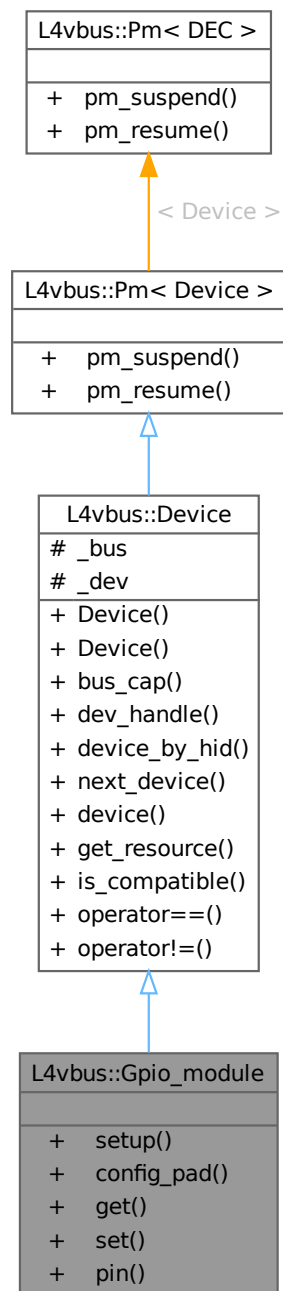 L4vbus::Pm< DEC >
+ pm_suspend()
+ pm_resume()
< Device >
L4vbus::Pm< Device >
+ pm_suspend()
+ pm_resume()
L4vbus::Device
# _bus
# _dev
+ Device()
+ Device()
+ bus_cap()
+ dev_handle()
+ device_by_hid()
+ next_device()
+ device()
+ get_resource()
+ is_compatible()
+ operator==()
+ operator!=()
L4vbus::Gpio_module
+ setup()
+ config_pad()
+ get()
+ set()
+ pin()